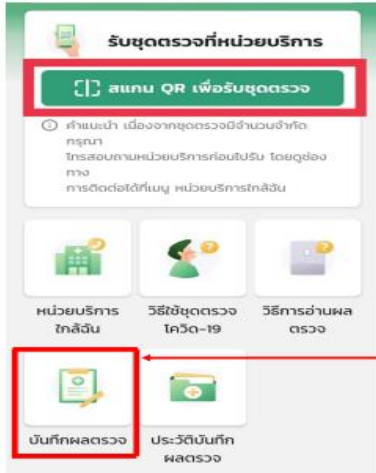 รับชุดตรวจที่หน่วยบริการ
สแกน QR เพื่อรับชุดตรวจ
คำแนะนำ เนื่องจากชุดตรวจมีจำนวนจำกัด
กรุณา
โทรสอบถามหน่วยบริการก่อนไปรับ โดยดูช่อง
ทาง
การติดต่อได้ที่เมนู หน่วยบริการใกล้ฉัน
หน่วยบริการ
ใกล้ฉัน
วิธีใช้ชุดตรวจ
โควิด-19
วิธีการอ่านผล
ตรวจ
บันทึกผลตรวจ
ประวัติบันทึก
ผลตรวจ